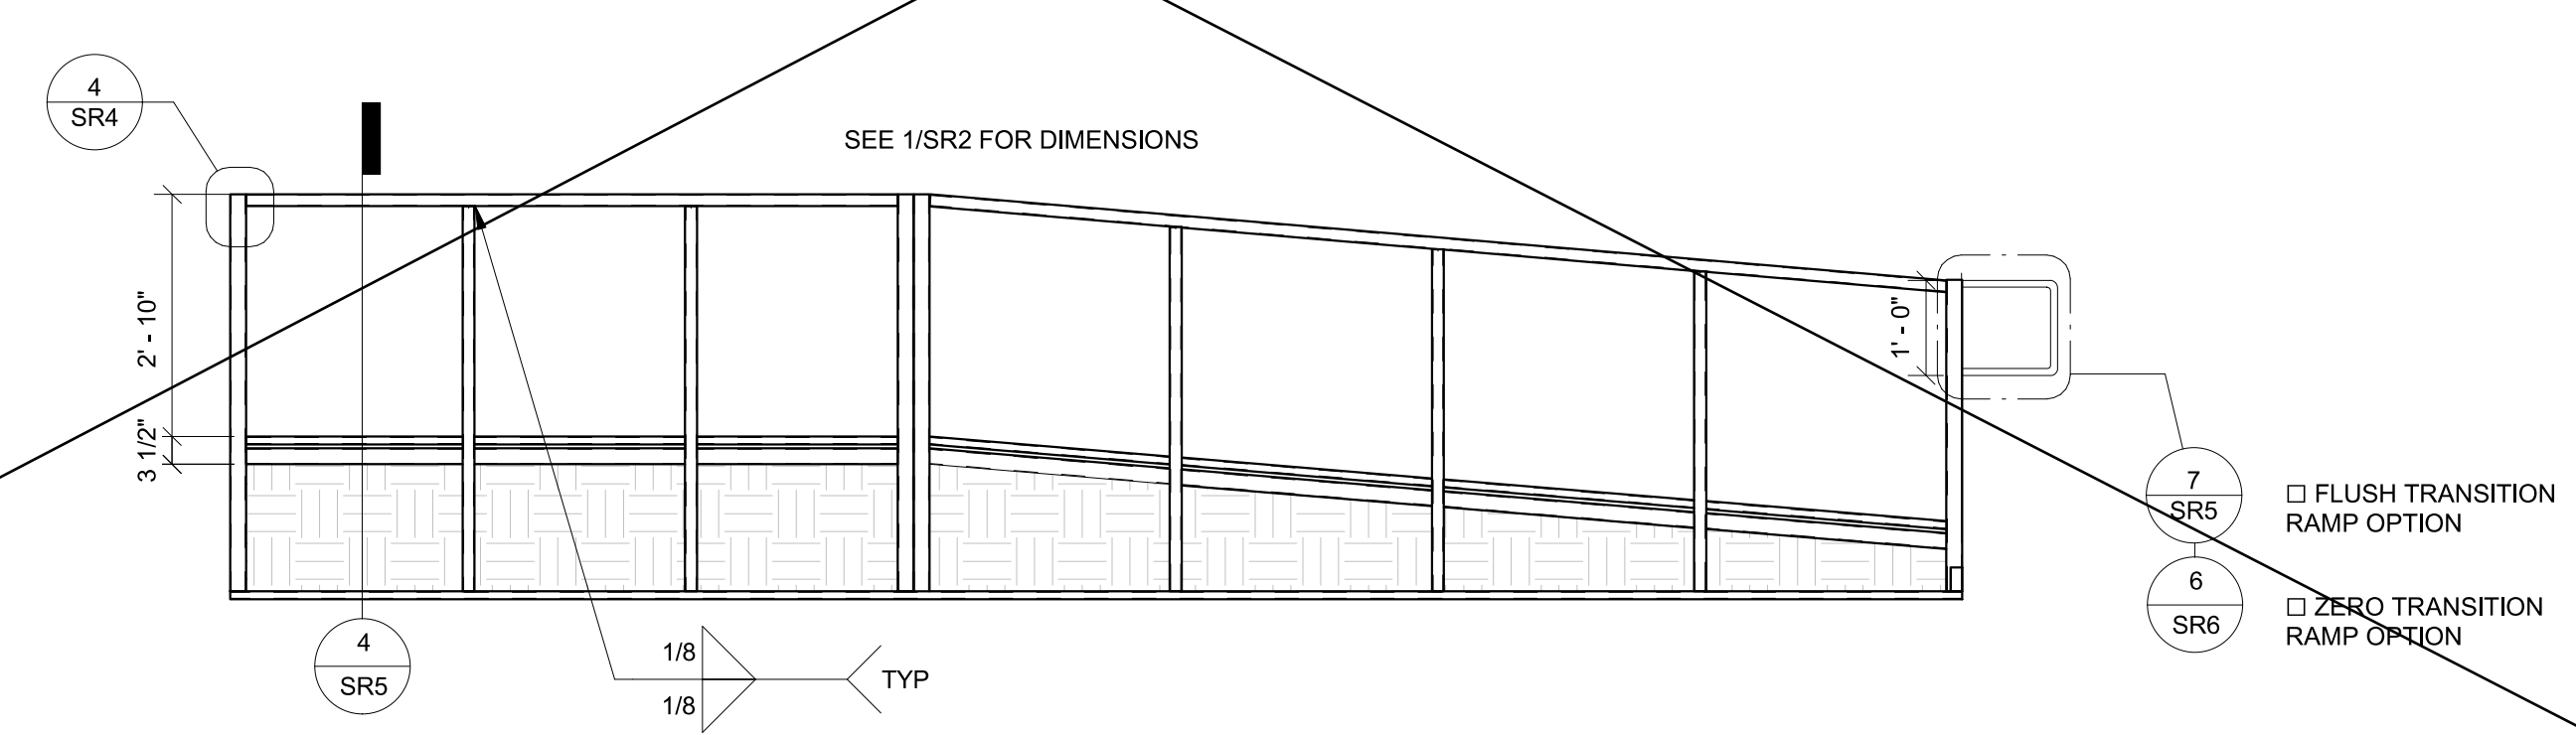 4
SR4
SEE 1/SR2 FOR DIMENSIONS
2' - 10"
3 1/2"
1' - 0"
7
SR5
☐ FLUSH TRANSITION
RAMP OPTION
6
SR6
☐ ZERO TRANSITION
RAMP OPTION
4
SR5
1/8
1/8
TYP